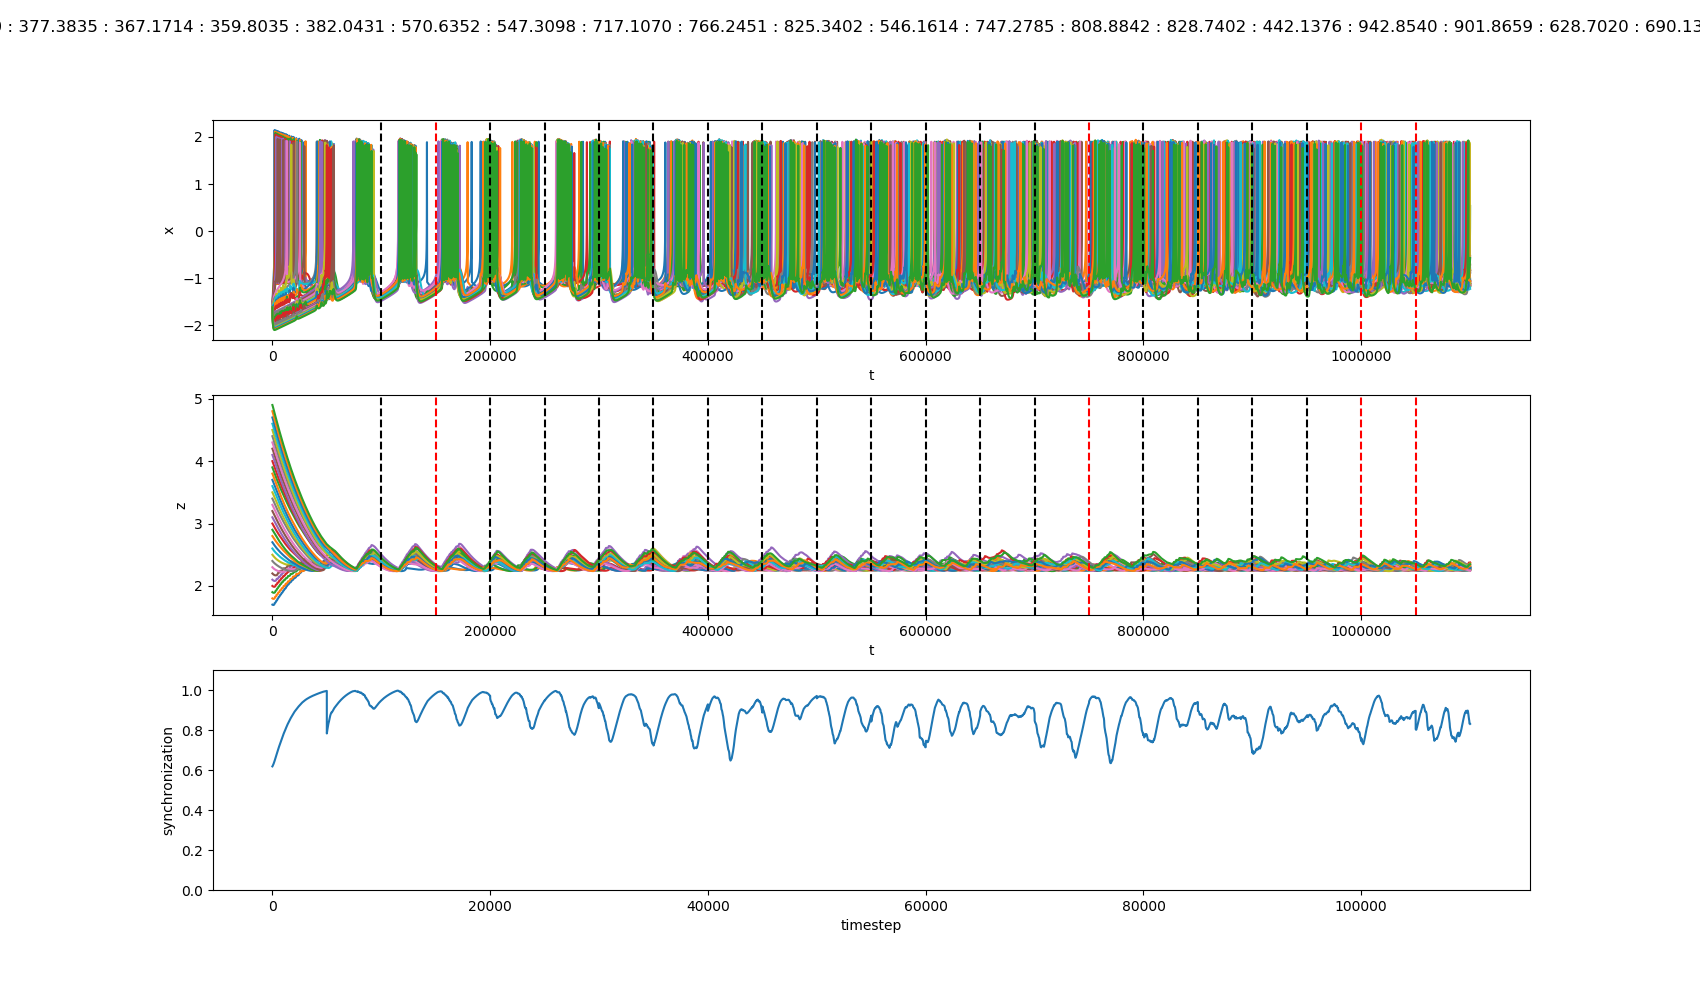 : 377.3835 : 367.1714 : 359.8035 : 382.0431 : 570.6352 : 547.3098 : 717.1070 : 766.2451 : 825.3402 : 546.1614 : 747.2785 : 808.8842 : 828.7402 : 442.1376 : 942.8540 : 901.8659 : 628.7020 : 690.13
2
1
0
−1
−2
x
0 200000 400000 600000 800000 1000000
t
5
4
3
2
z
0 200000 400000 600000 800000 1000000
t
1.0
0.8
0.6
0.4
0.2
0.0
synchronization
0 20000 40000 60000 80000 100000
timestep